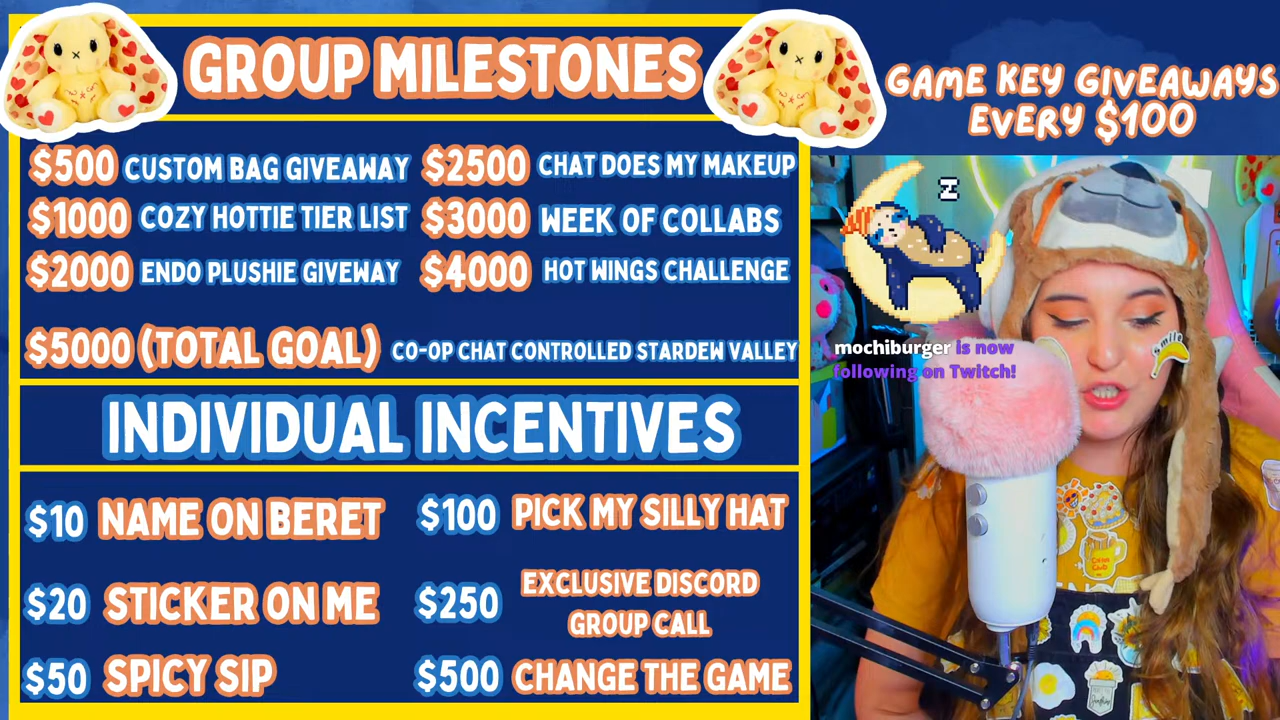 GROUP MILESTONES
GAME KEY GIVEAWAYS
EVERY $100
$500 CUSTOM BAG GIVEAWAY
$1000 COZY HOTTIE TIER LIST
$2000 ENDO PLUSHIE GIVEWAY
$2500 CHAT DOES MY MAKEUP
$3000 WEEK OF COLLABS
$4000 HOT WINGS CHALLENGE
$5000 (TOTAL GOAL) CO-OP CHAT CONTROLLED STARDEW VALLEY
INDIVIDUAL INCENTIVES
$10 NAME ON BERET
$20 STICKER ON ME
$50 SPICY SIP
$100 PICK MY SILLY HAT
$250 EXCLUSIVE DISCORD
GROUP CALL
$500 CHANGE THE GAME
Z
mochiburger is now
following on Twitch!
Smile